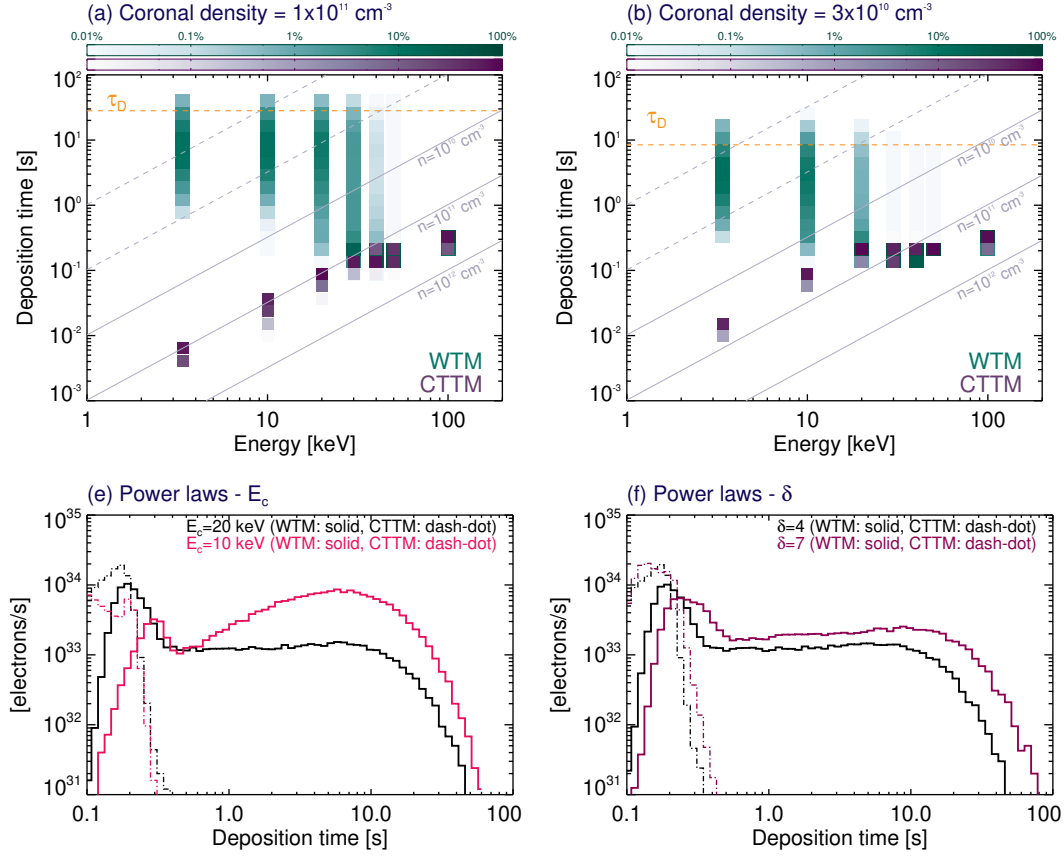 (a) Coronal density = 1x10¹¹ cm⁻³
0.01% 0.1% 1% 10% 100%
10²
10¹
10⁰
10⁻¹
10⁻²
10⁻³
Deposition time [s]
τD
n=10¹⁰ cm⁻³
n=10¹¹ cm⁻³
n=10¹² cm⁻³
WTM
CTTM
1 10 100
Energy [keV]
(b) Coronal density = 3x10¹⁰ cm⁻³
0.01% 0.1% 1% 10% 100%
10²
10¹
10⁰
10⁻¹
10⁻²
10⁻³
Deposition time [s]
τD
n=10¹⁰ cm⁻³
n=10¹¹ cm⁻³
n=10¹² cm⁻³
WTM
CTTM
1 10 100
Energy [keV]
(e) Power laws - Ec
10³⁵
10³⁴
10³³
10³²
10³¹
[electrons/s]
Ec=20 keV (WTM: solid, CTTM: dash-dot)
Ec=10 keV (WTM: solid, CTTM: dash-dot)
0.1 1.0 10.0 100
Deposition time [s]
(f) Power laws - δ
10³⁵
10³⁴
10³³
10³²
10³¹
[electrons/s]
δ=4 (WTM: solid, CTTM: dash-dot)
δ=7 (WTM: solid, CTTM: dash-dot)
0.1 1.0 10.0 100
Deposition time [s]